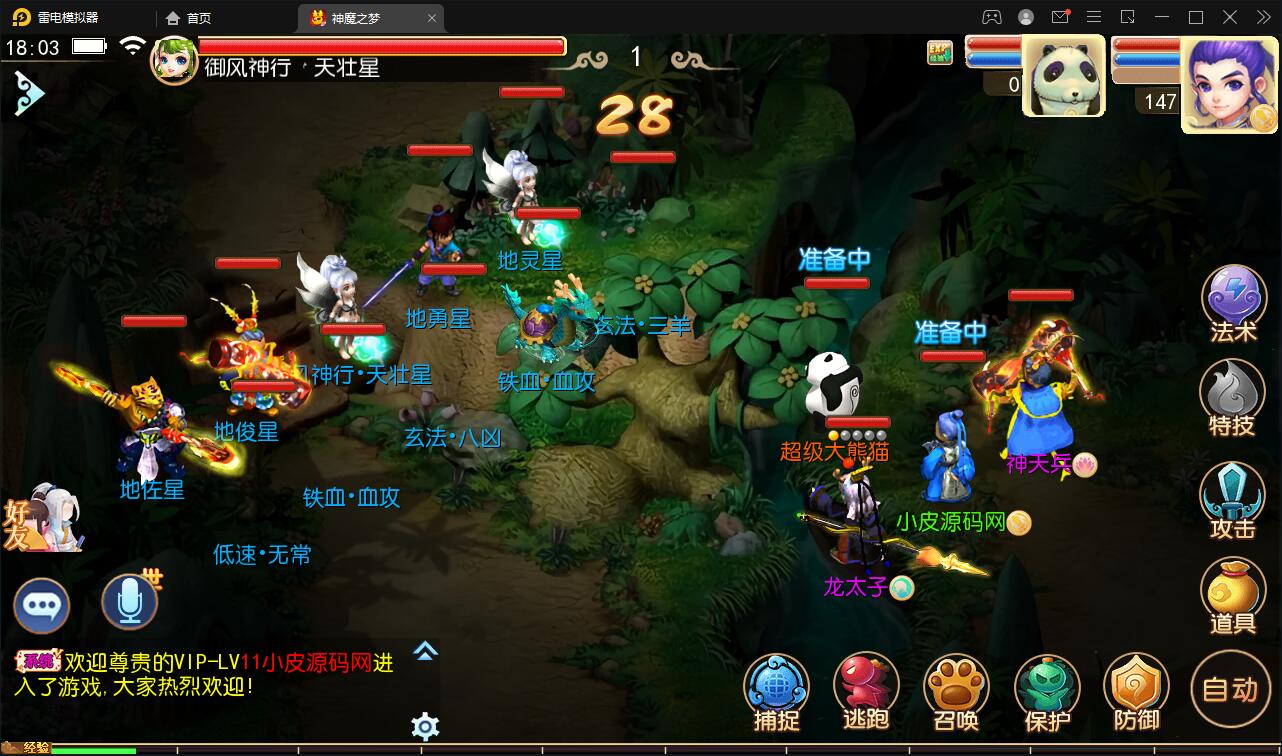 雷电模拟器
首页
神魔之梦
18:03
御风神行·天壮星
1
28
EXP
0
147
地灵星
准备中
地勇星
玄法·三羊
准备中
法术
神行·天壮星
铁血·血攻
地俊星
玄法·八凶
超级大熊猫
特技
神天兵
地佐星
铁血·血攻
好友
小皮源码网
攻击
低速·无常
龙太子
世
道具
系统 欢迎尊贵的VIP-LV11小皮源码网进
入了游戏,大家热烈欢迎!
捕捉
逃跑
召唤
保护
防御
自动
经验